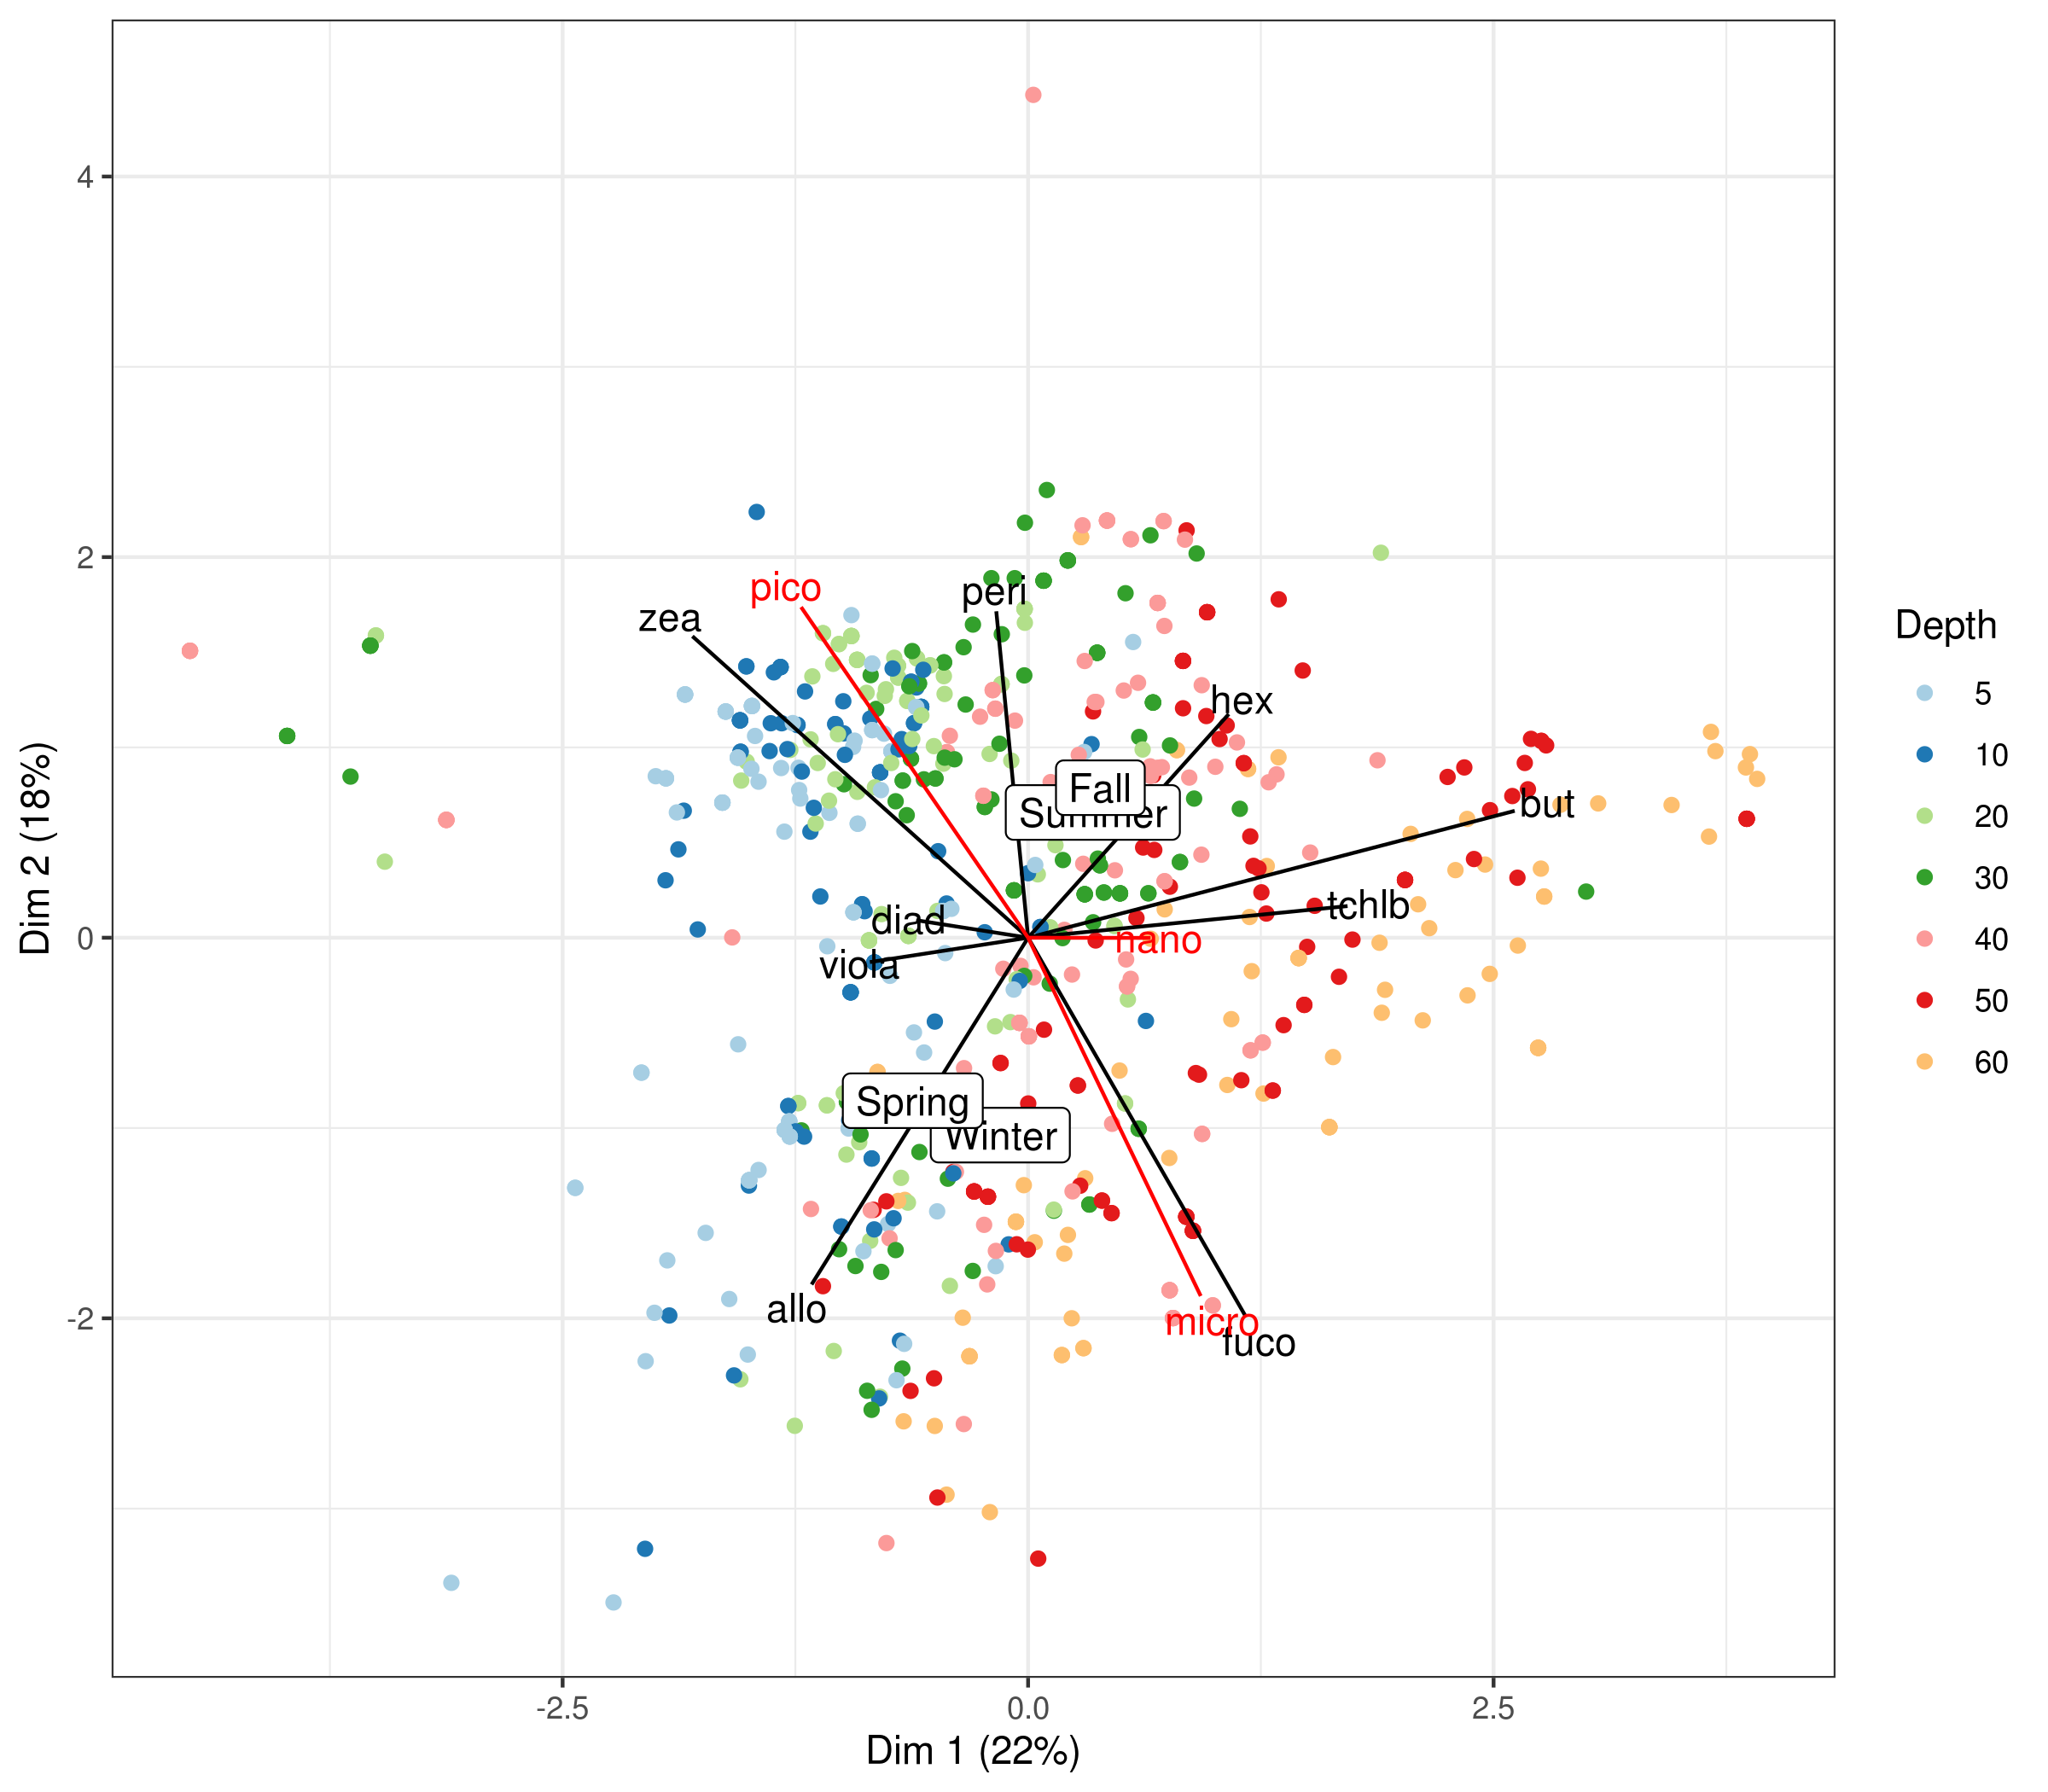 4
2
0
-2
-2.5
0.0
2.5
Dim 1 (22%)
Dim 2 (18%)
pico
zea
peri
hex
Fall
Summer
but
tchlb
diad
nano
viola
Spring
Winter
allo
micro
fuco
Depth
5
10
20
30
40
50
60